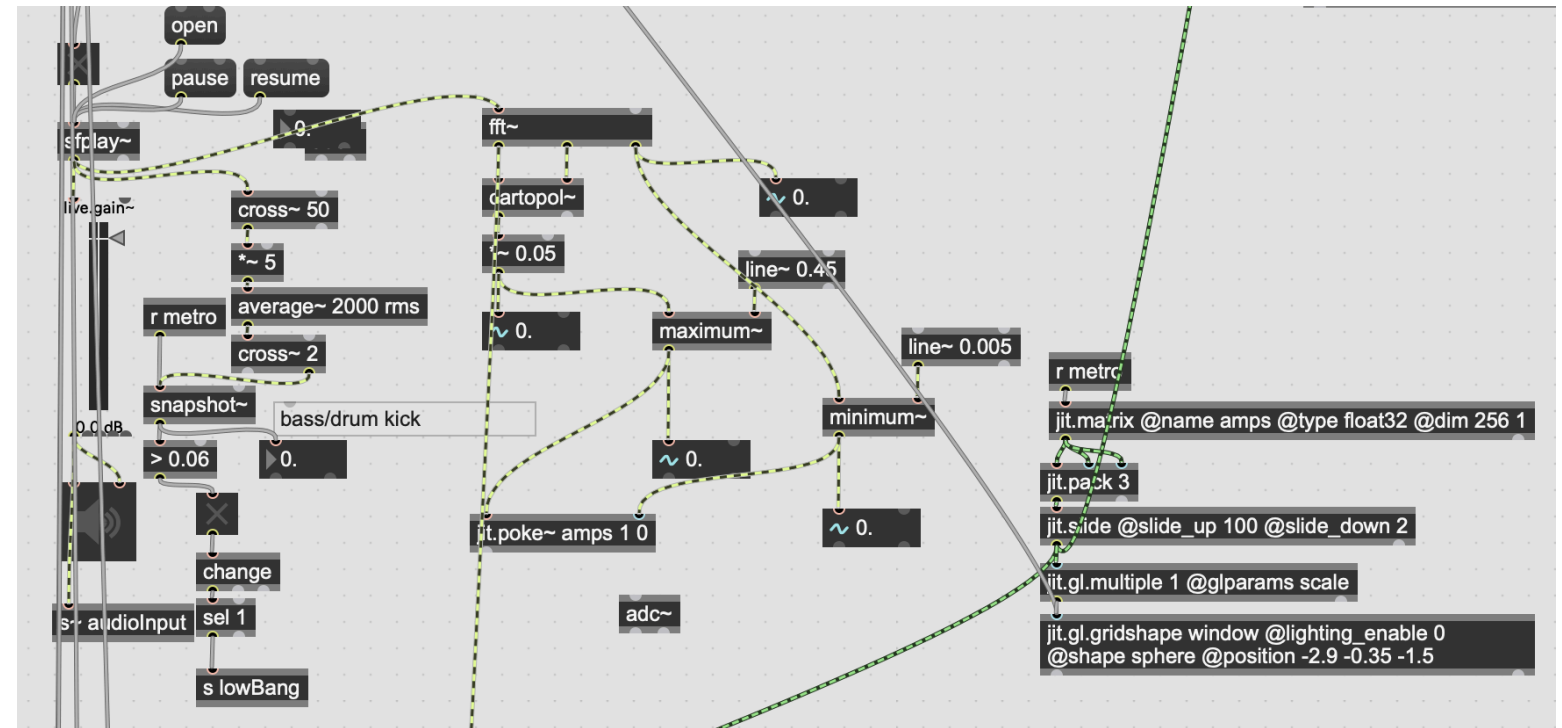 open
pause
resume
sfplay~
9.
fft~
live.gain~
cross~ 50
cartopol~
0.
*~ 5
*~ 0.05
line~ 0.45
r metro
average~ 2000 rms
0.
maximum~
cross~ 2
line~ 0.005
r metro
snapshot~
bass/drum kick
minimum~
jit.matrix @name amps @type float32 @dim 256 1
0.0 dB
> 0.06
0.
0.
jit.pack 3
jit.poke~ amps 1 0
0.
jit.slide @slide_up 100 @slide_down 2
change
jit.gl.multiple 1 @glparams scale
s~ audioInput
sel 1
adc~
jit.gl.gridshape window @lighting_enable 0
@shape sphere @position -2.9 -0.35 -1.5
s lowBang